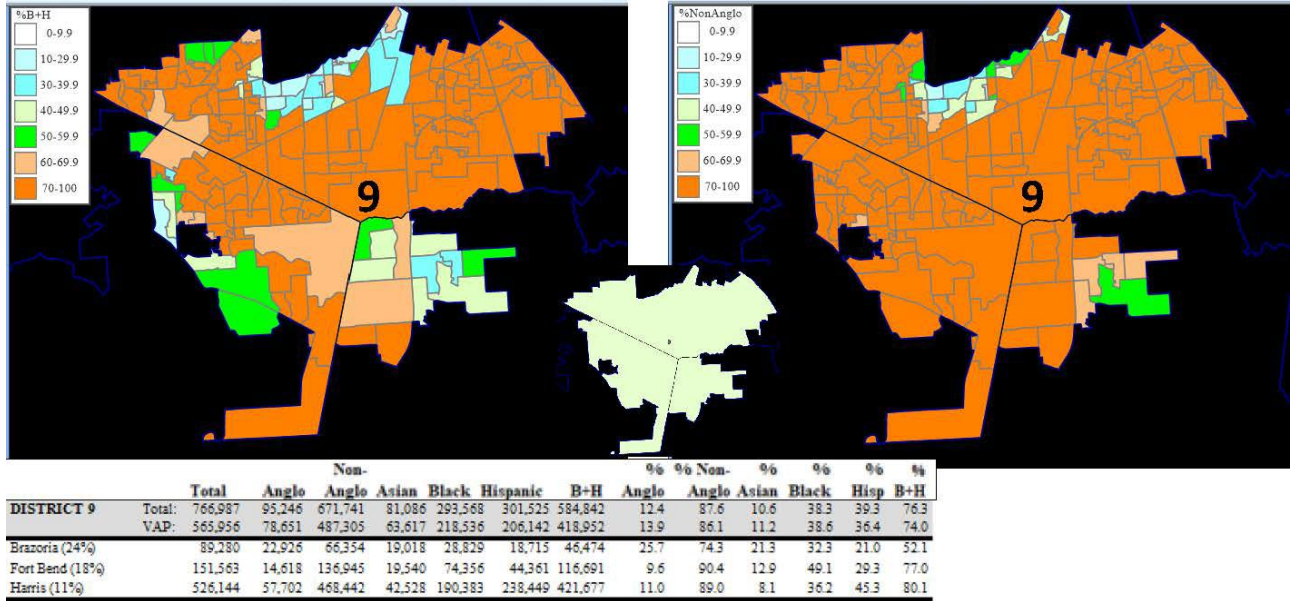 %B+H
0-9.9
10-29.9
30-39.9
40-49.9
50-59.9
60-69.9
70-100
9
%NonAnglo
0-9.9
10-29.9
30-39.9
40-49.9
50-59.9
60-69.9
70-100
9
Non- % % Non- % % % %
Total Anglo Anglo Asian Black Hispanic B+H Anglo Anglo Asian Black Hisp B+H
DISTRICT 9 Total: 766,987 95,246 671,741 81,086 293,568 301,525 584,842 12.4 87.6 10.6 38.3 39.3 76.3
VAP: 565,956 78,651 487,305 63,617 218,536 206,142 418,952 13.9 86.1 11.2 38.6 36.4 74.0
Brazoria (24%) 89,280 22,926 66,354 19,018 28,829 18,715 46,474 25.7 74.3 21.3 32.3 21.0 52.1
Fort Bend (18%) 151,563 14,618 136,945 19,540 74,356 44,361 116,691 9.6 90.4 12.9 49.1 29.3 77.0
Harris (11%) 526,144 57,702 468,442 42,528 190,383 238,449 421,677 11.0 89.0 8.1 36.2 45.3 80.1